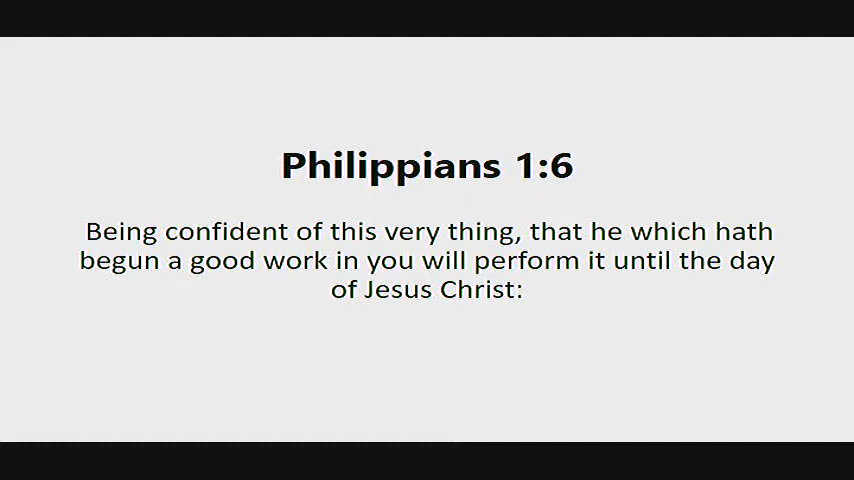 Philippians 1:6
Being confident of this very thing, that he which hath
begun a good work in you will perform it until the day
of Jesus Christ: